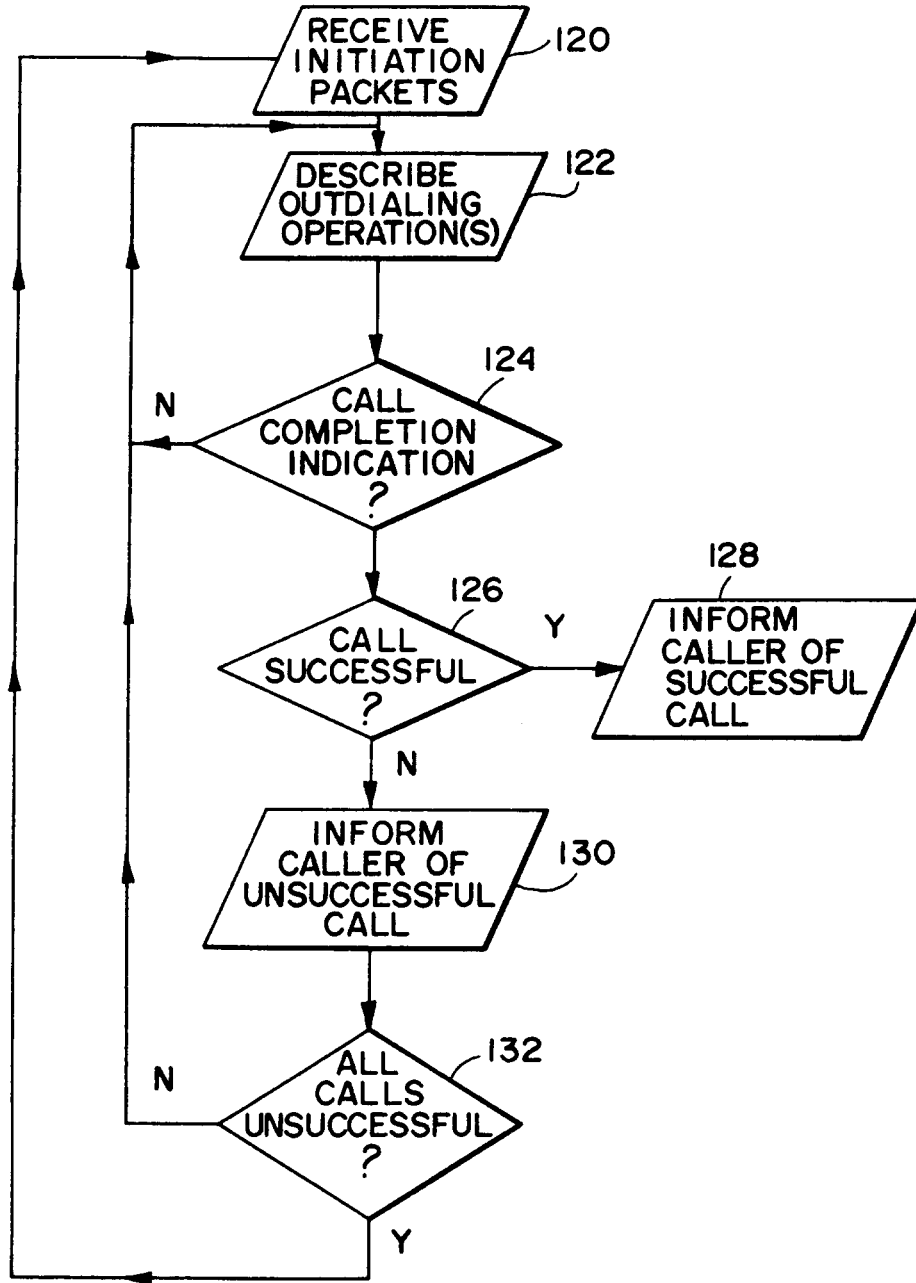 RECEIVE
INITIATION
PACKETS
120
DESCRIBE
OUTDIALING
OPERATION(S)
122
124
N
CALL
COMPLETION
INDICATION
?
126
CALL
SUCCESSFUL
?
Y
128
INFORM
CALLER OF
SUCCESSFUL
CALL
N
INFORM
CALLER OF
UNSUCCESSFUL
CALL
130
132
N
ALL
CALLS
UNSUCCESSFUL
?
Y